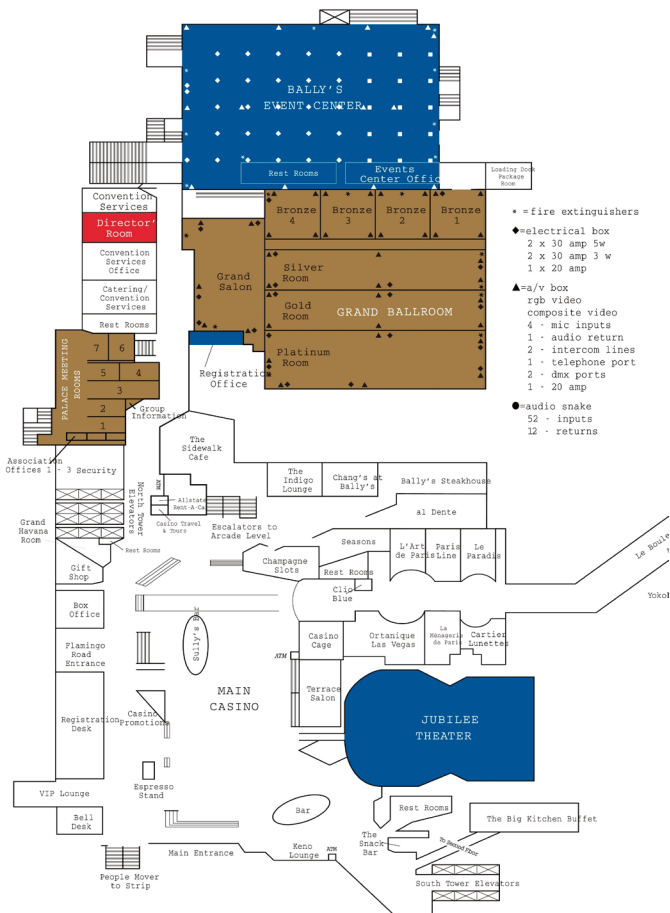 BALLY'S
EVENT CENTER
Rest Rooms
Events
Center Offic
Loading Dock
Package
Room
Convention
Services
Director'
Room
Convention
Services
Office
Catering/
Convention
Services
Rest Rooms
Bronze
4
Bronze
3
Bronze
2
Bronze
1
Grand
Salon
Silver
Room
Gold
Room
GRAND BALLROOM
Platinum
Room
Registration
Office
* = fire extinguishers
◆=electrical box
2 x 30 amp 5w
2 x 30 amp 3 w
1 x 20 amp
▲=a/v box
rgb video
composite video
4 - mic inputs
1 - audio return
2 - intercom lines
1 - telephone port
2 - dmx ports
1 - 20 amp
●=audio snake
52 - inputs
12 - returns
PALACE MEETING
ROOMS
7
6
5
4
3
2
1
Group
Information
Association
Offices 1 - 3
Security
The
Sidewalk
Cafe
North Tower
Elevators
ATM
Allstate
Rent-A-Ca
Casino Travel
& Tours
Escalators to
Arcade Level
The
Indigo
Lounge
Chang's at
Bally's
Bally's Steakhouse
al Dente
Grand
Havana
Room
Rest Rooms
Gift
Shop
Champagne
Slots
Seasons
Rest Rooms
Clio
Blue
L'Art
de Paris
Paris
Line
Le
Paradis
Le Boule
A
Yokoh
Box
Office
Sully's Bar
Casino
Cage
Ortanique
Las Vegas
La
Ménagerie
de Paris
Cartier
Lunettes
Flamingo
Road
Entrance
ATM
MAIN
CASINO
Terrace
Salon
JUBILEE
THEATER
Registration
Desk
Casino
Promotions
VIP Lounge
Espresso
Stand
Bell
Desk
Bar
Rest Rooms
The Big Kitchen Buffet
The
Snack
Bar
To Second Floor
Main Entrance
Keno
Lounge
ATM
People Mover
to Strip
South Tower Elevators